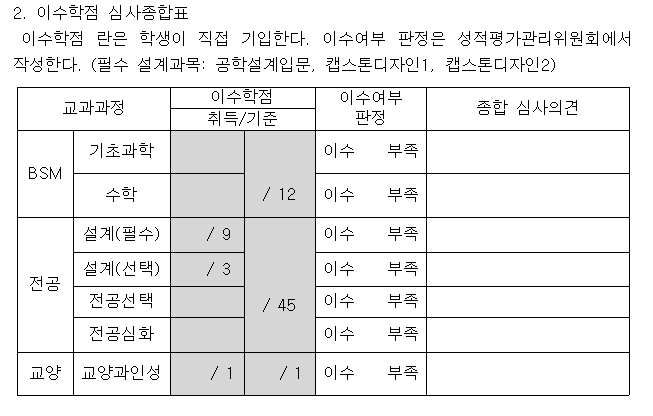 2. 이수학점 심사종합표
이수학점 란은 학생이 직접 기입한다. 이수여부 판정은 성적평가관리위원회에서
작성한다. (필수 설계과목: 공학설계입문, 캡스톤디자인1, 캡스톤디자인2)
교과과정 이수학점 취득/기준 이수여부 판정 종합 심사의견
BSM 기초과학 이수 부족
수학 / 12 이수 부족
전공 설계(필수) / 9 이수 부족
설계(선택) / 3 이수 부족
전공선택 / 45 이수 부족
전공심화 이수 부족
교양 교양과인성 / 1 / 1 이수 부족